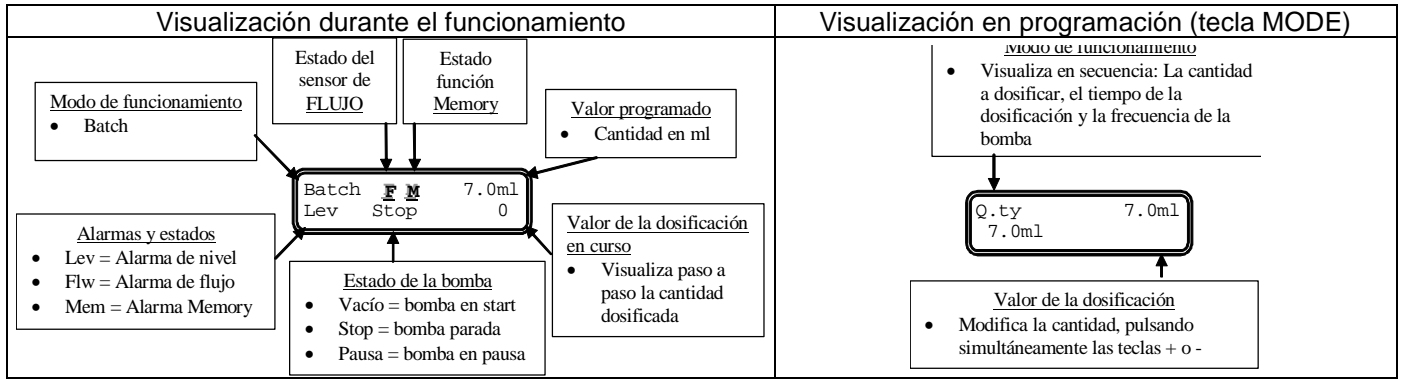 Visualización durante el funcionamiento
Estado del
sensor de
FLUJO
Estado
función
Memory
Modo de funcionamiento
• Batch
Valor programado
• Cantidad en ml
Batch F M 7.0ml
Lev Stop 0
Alarmas y estados
• Lev = Alarma de nivel
• Flw = Alarma de flujo
• Mem = Alarma Memory
Estado de la bomba
• Vacío = bomba en start
• Stop = bomba parada
• Pausa = bomba en pausa
Valor de la dosificación
en curso
• Visualiza paso a
paso la cantidad
dosificada
Visualización en programación (tecla MODE)
Modo de funcionamiento
• Visualiza en secuencia: La cantidad
a dosificar, el tiempo de la
dosificación y la frecuencia de la
bomba
Q.ty 7.0ml
7.0ml
Valor de la dosificación
• Modifica la cantidad, pulsando
simultáneamente las teclas + o -